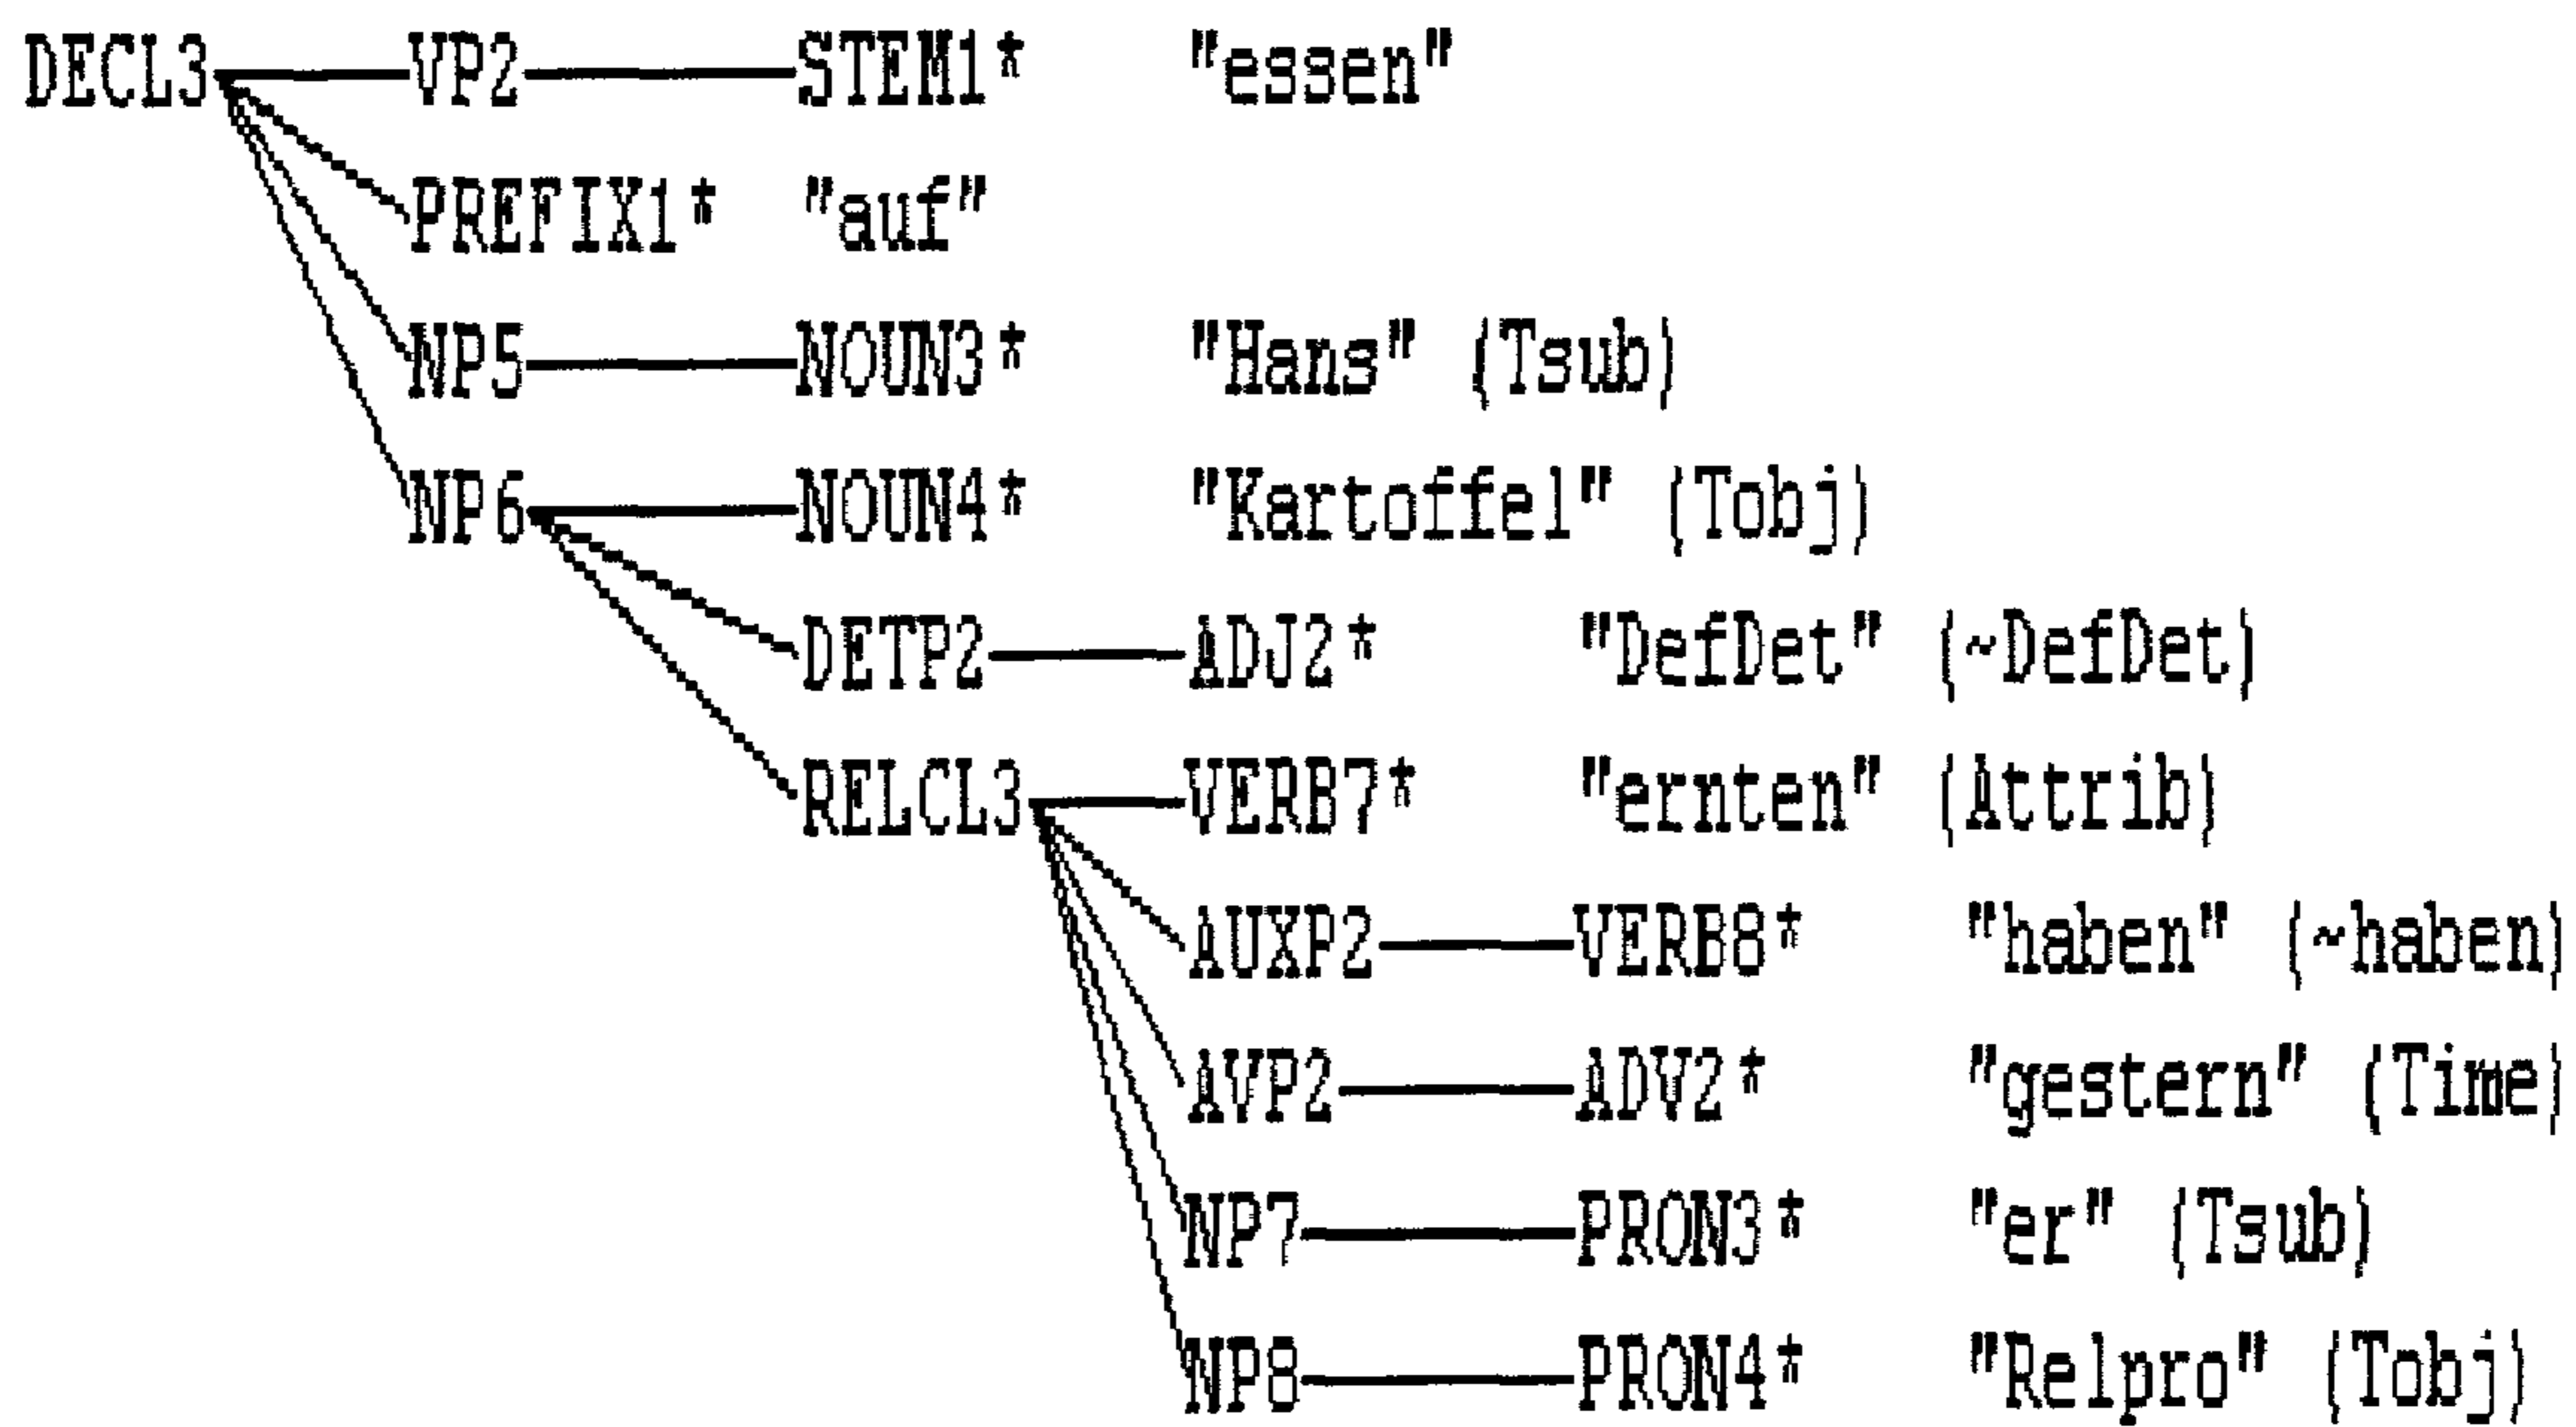 DECL3 VP2 STEM1* "essen"
PREFIX1* "auf"
NP5 NOUN3* "Hans" (Tsub)
NP6 NOUN4* "Kartoffel" (Tobj)
DETP2 ADJ2* "DefDet" (~DefDet)
RELCL3 VERB7* "ernten" (Attrib)
AUXP2 VERB8* "haben" (~haben)
AVP2 ADV2* "gestern" (Time)
NP7 PRON3* "er" (Tsub)
NP8 PRON4* "Relpro" (Tobj)